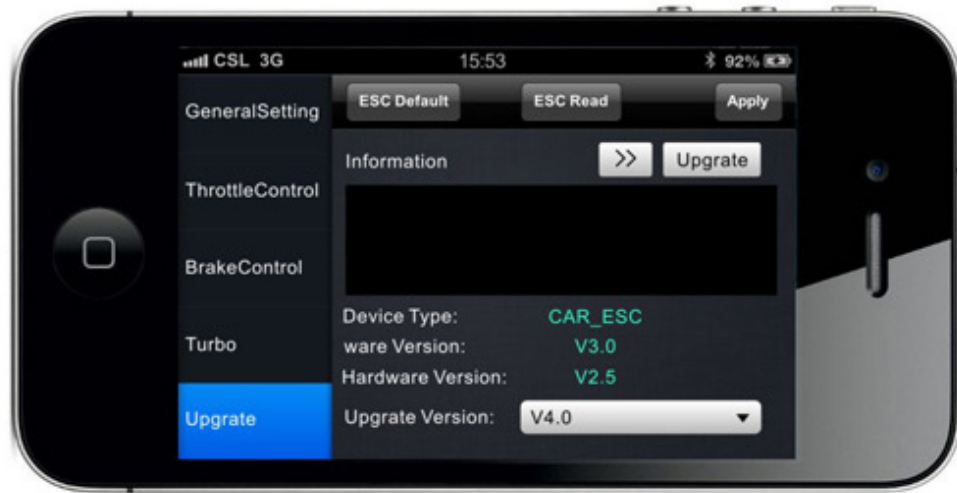 CSL 3G 15:53 92%
GeneralSetting
ThrottleControl
BrakeControl
Turbo
Upgrate
ESC Default ESC Read Apply
Information >> Upgrate
Device Type: CAR_ESC
ware Version: V3.0
Hardware Version: V2.5
Upgrate Version: V4.0